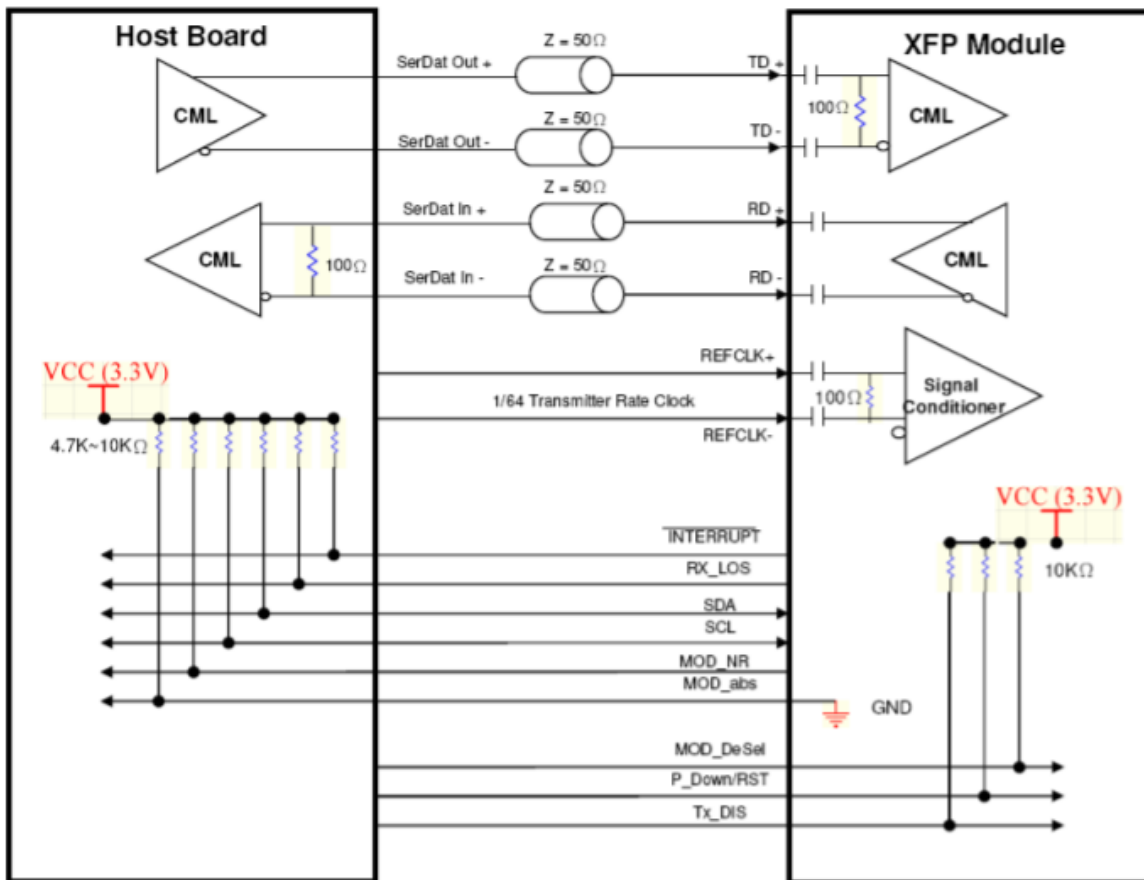 Host Board
XFP Module
Z = 50Ω
SerDat Out +
TD +
CML
100Ω
CML
Z = 50Ω
SerDat Out -
TD -
Z = 50Ω
SerDat In +
RD +
CML
100Ω
CML
Z = 50Ω
SerDat In -
RD -
VCC (3.3V)
REFCLK+
1/64 Transmitter Rate Clock
100Ω
Signal
Conditioner
REFCLK-
4.7K~10KΩ
VCC (3.3V)
INTERRUPT
RX_LOS
10KΩ
SDA
SCL
MOD_NR
MOD_abs
GND
MOD_DeSel
P_Down/RST
Tx_DIS